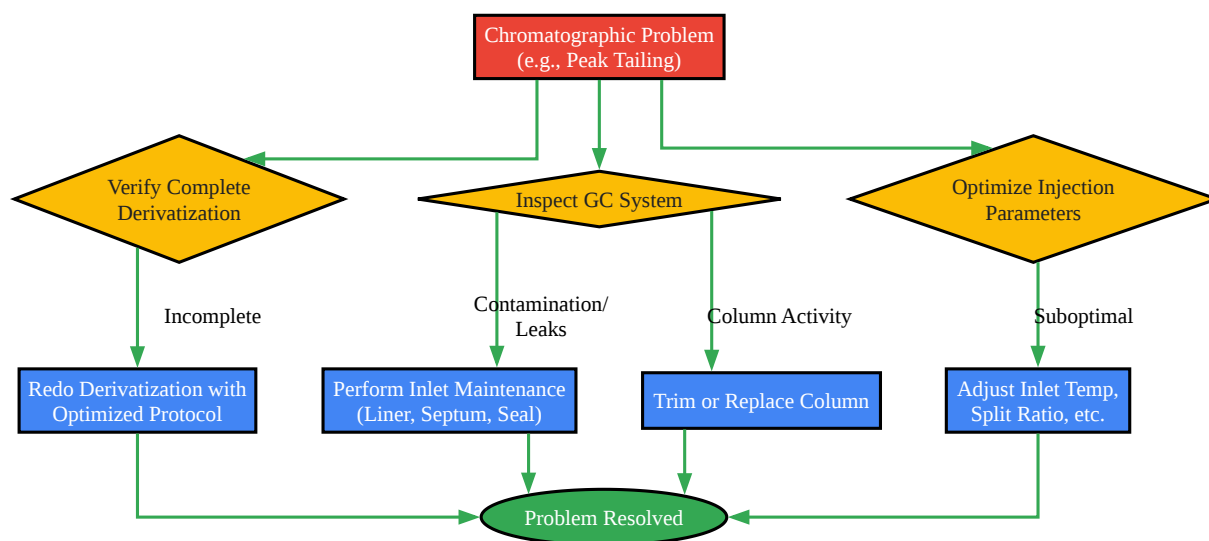 Chromatographic Problem
(e.g., Peak Tailing)
Verify Complete
Derivatization
Inspect GC System
Optimize Injection
Parameters
Incomplete
Contamination/
Leaks
Column Activity
Suboptimal
Redo Derivatization with
Optimized Protocol
Perform Inlet Maintenance
(Liner, Septum, Seal)
Trim or Replace Column
Adjust Inlet Temp,
Split Ratio, etc.
Problem Resolved